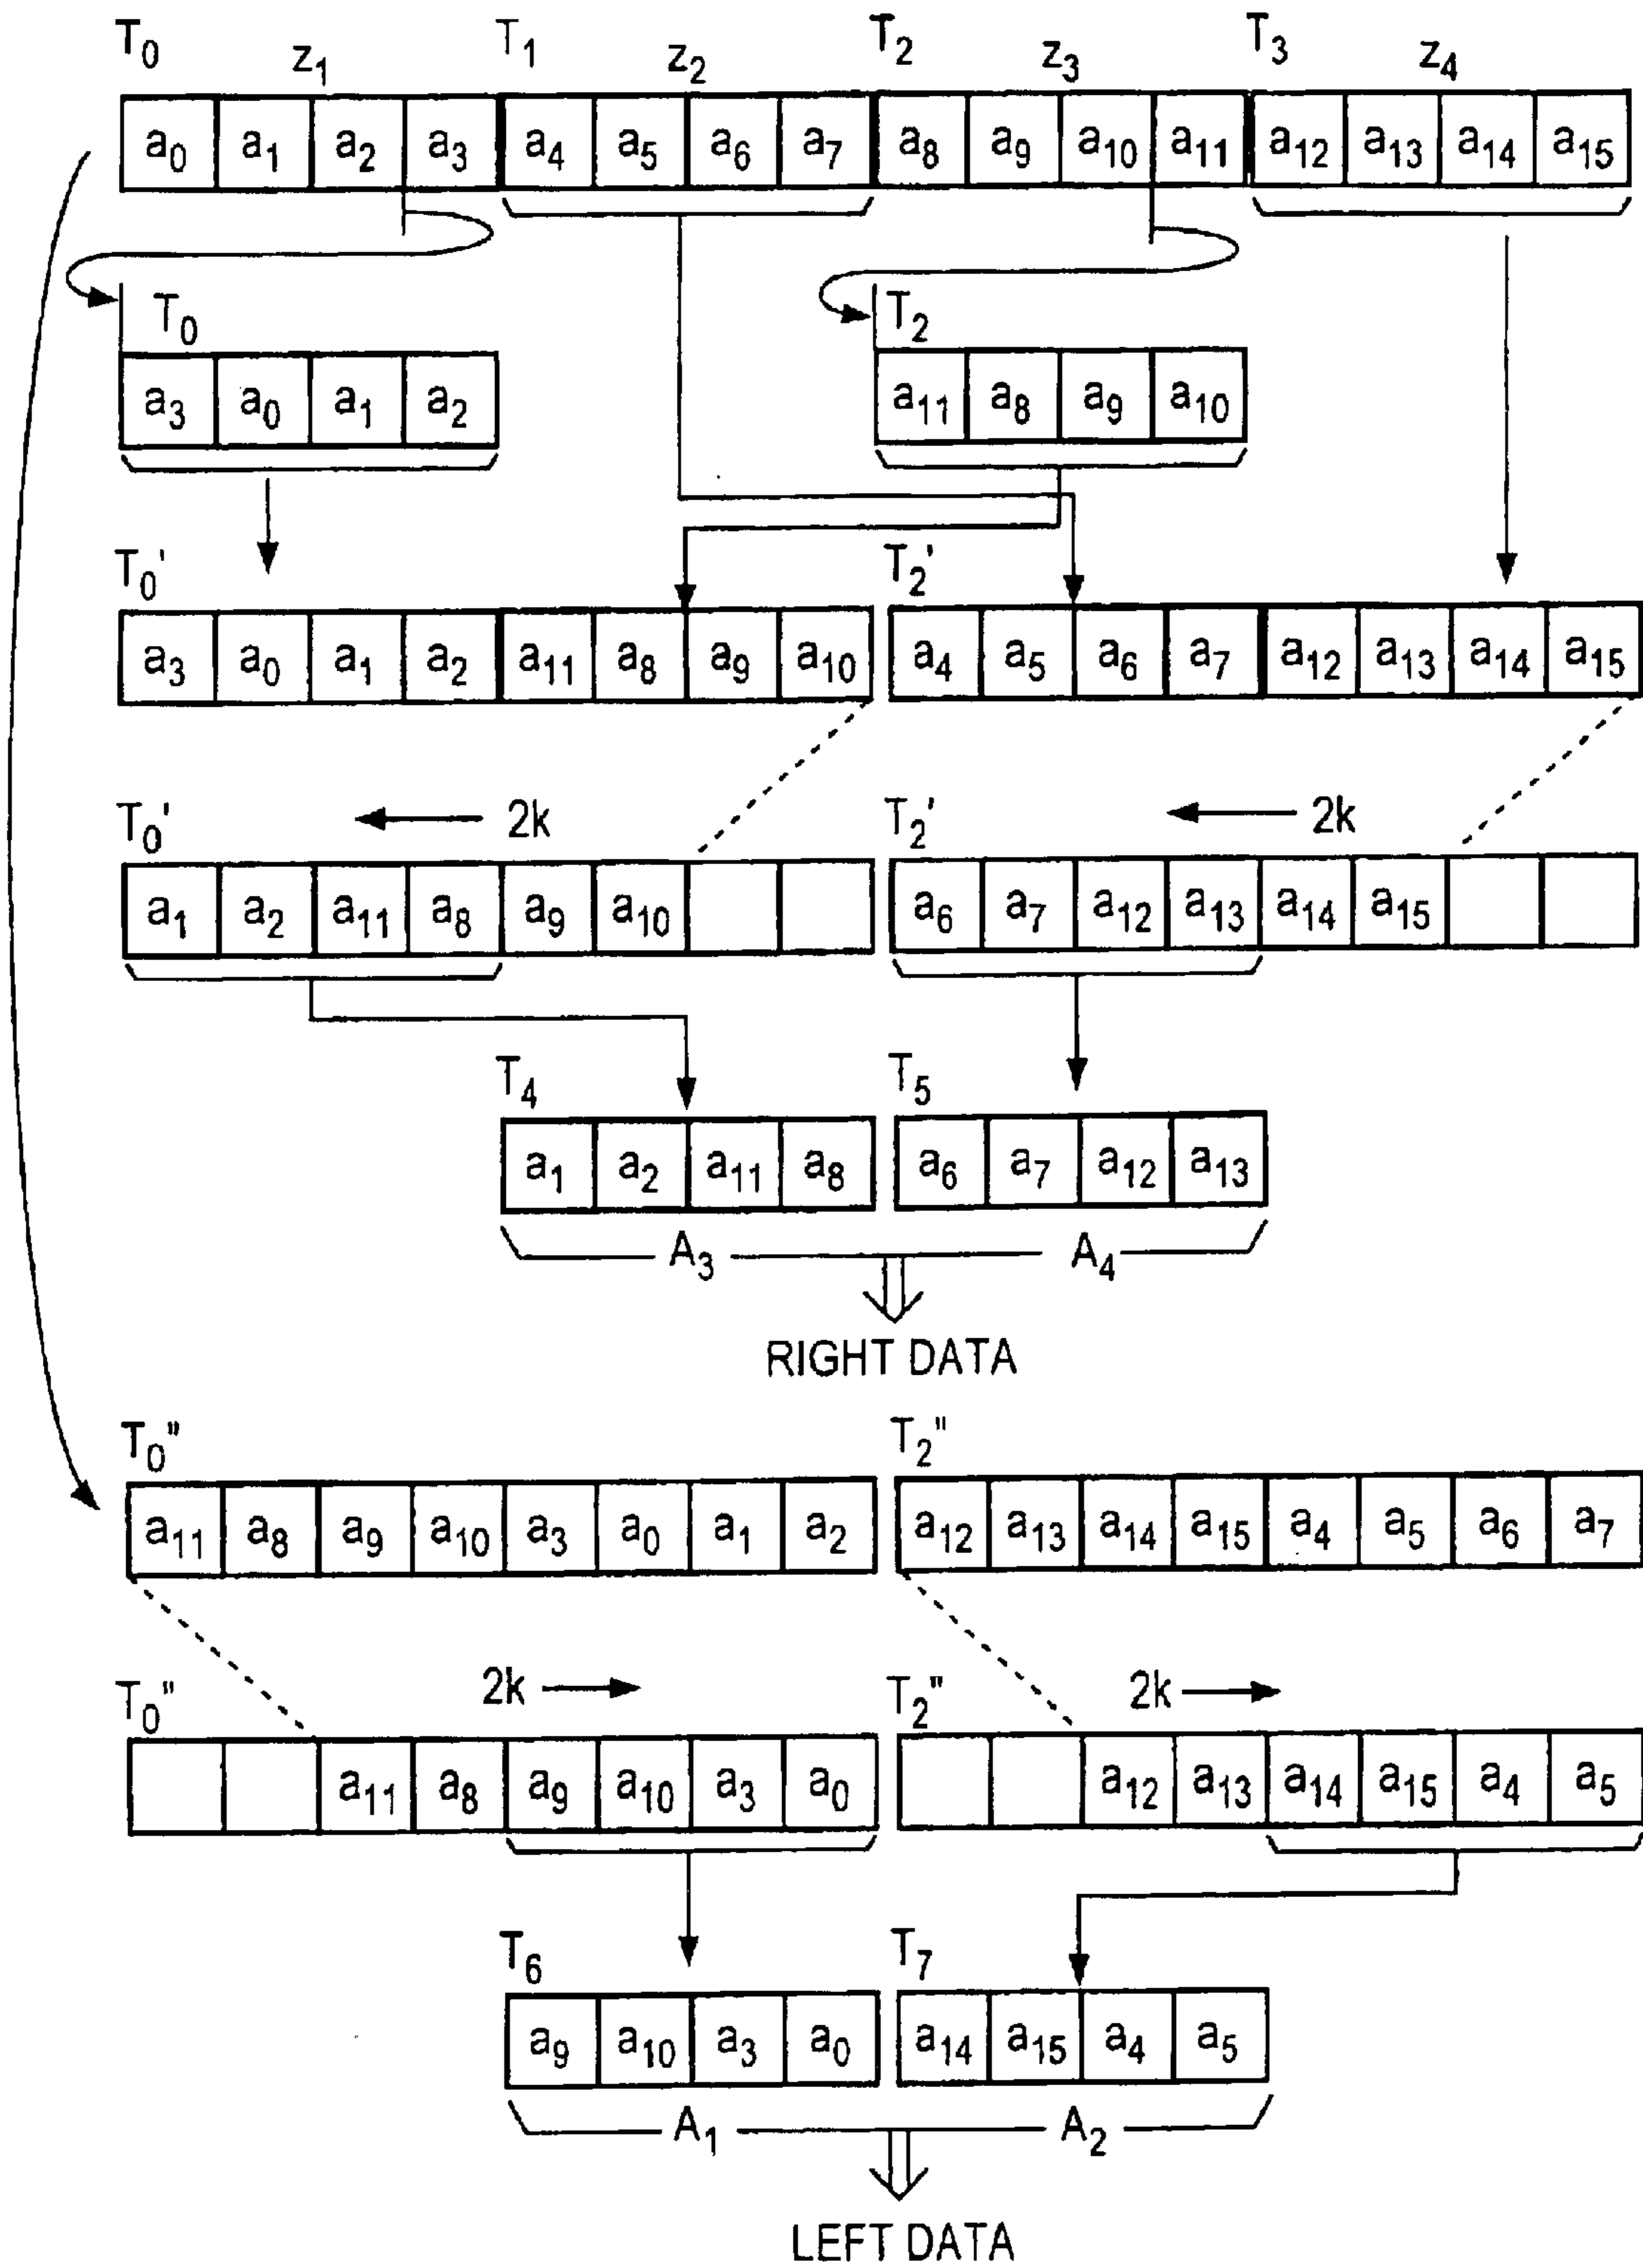 T0 z1 T1 z2 T2 z3 T3 z4
a0 a1 a2 a3 a4 a5 a6 a7 a8 a9 a10 a11 a12 a13 a14 a15
T0 T2
a3 a0 a1 a2 a11 a8 a9 a10
T0' T2'
a3 a0 a1 a2 a11 a8 a9 a10 a4 a5 a6 a7 a12 a13 a14 a15
T0' 2k T2' 2k
a1 a2 a11 a8 a9 a10 a6 a7 a12 a13 a14 a15
T4 T5
a1 a2 a11 a8 a6 a7 a12 a13
A3 A4
RIGHT DATA
T0" T2"
a11 a8 a9 a10 a3 a0 a1 a2 a12 a13 a14 a15 a4 a5 a6 a7
T0" 2k T2" 2k
a11 a8 a9 a10 a3 a0 a12 a13 a14 a15 a4 a5
T6 T7
a9 a10 a3 a0 a14 a15 a4 a5
A1 A2
LEFT DATA